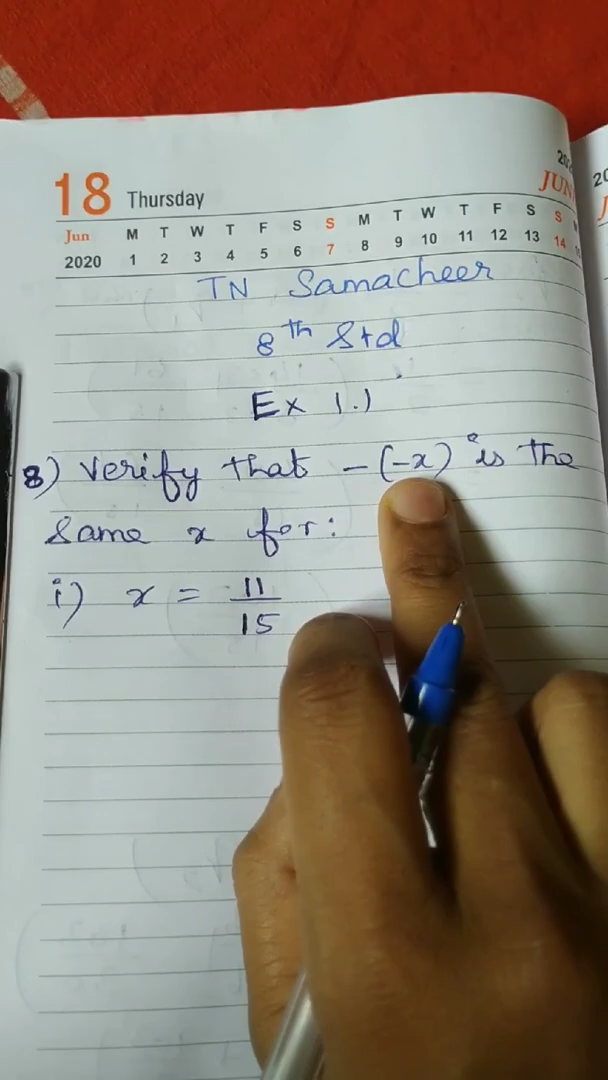 18 Thursday
Jun M T W T F S S M T W T F S S
2020 1 2 3 4 5 6 7 8 9 10 11 12 13 14
JUN
TN Samacheer
8th Std
Ex 1.1
8) Verify that -(-x) is the
same x for:
i) x = 11/15